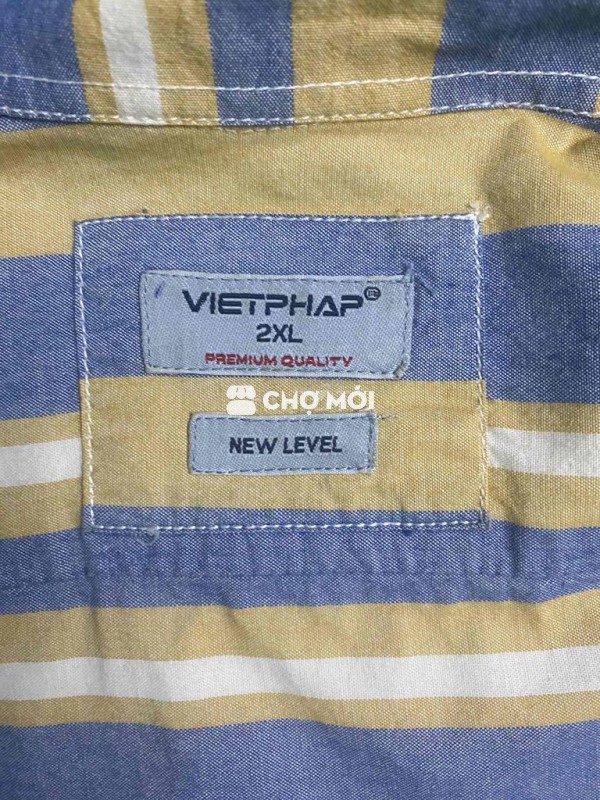 VIETPHAP®
2XL
PREMIUM QUALITY
CHỢ MỚI
NEW LEVEL